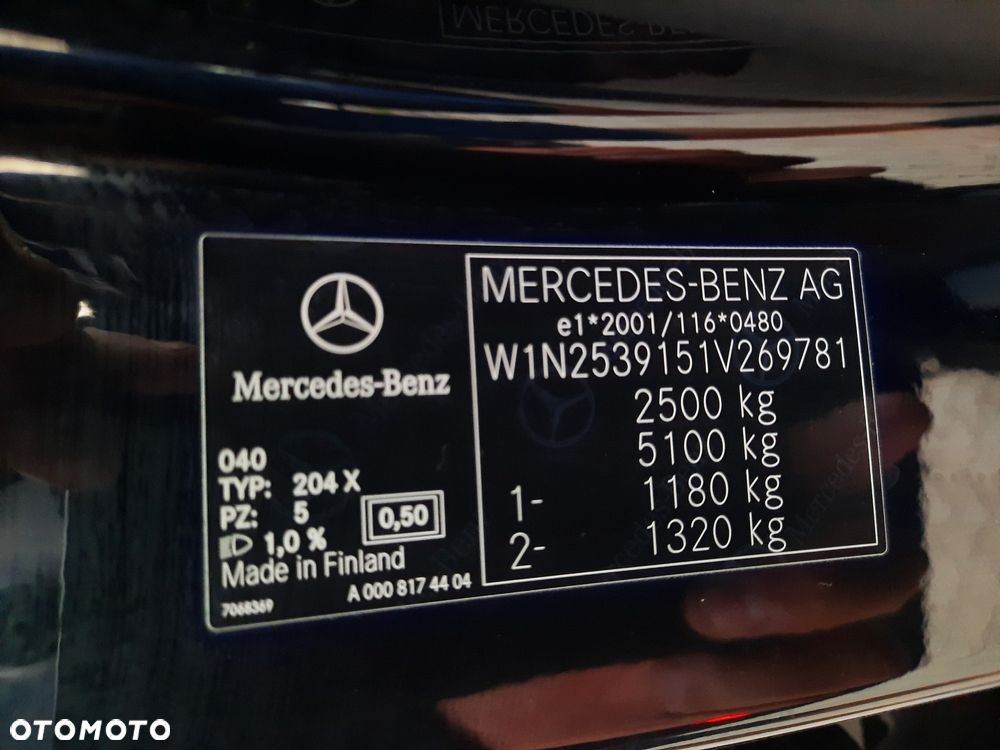 Mercedes-Benz
040
TYP: 204 X
PZ: 5
0,50
1,0 %
Made in Finland
7068369
A 000 817 44 04
MERCEDES-BENZ AG
e1*2001/116*0480
W1N2539151V269781
2500 kg
5100 kg
1- 1180 kg
2- 1320 kg
OTOMOTO